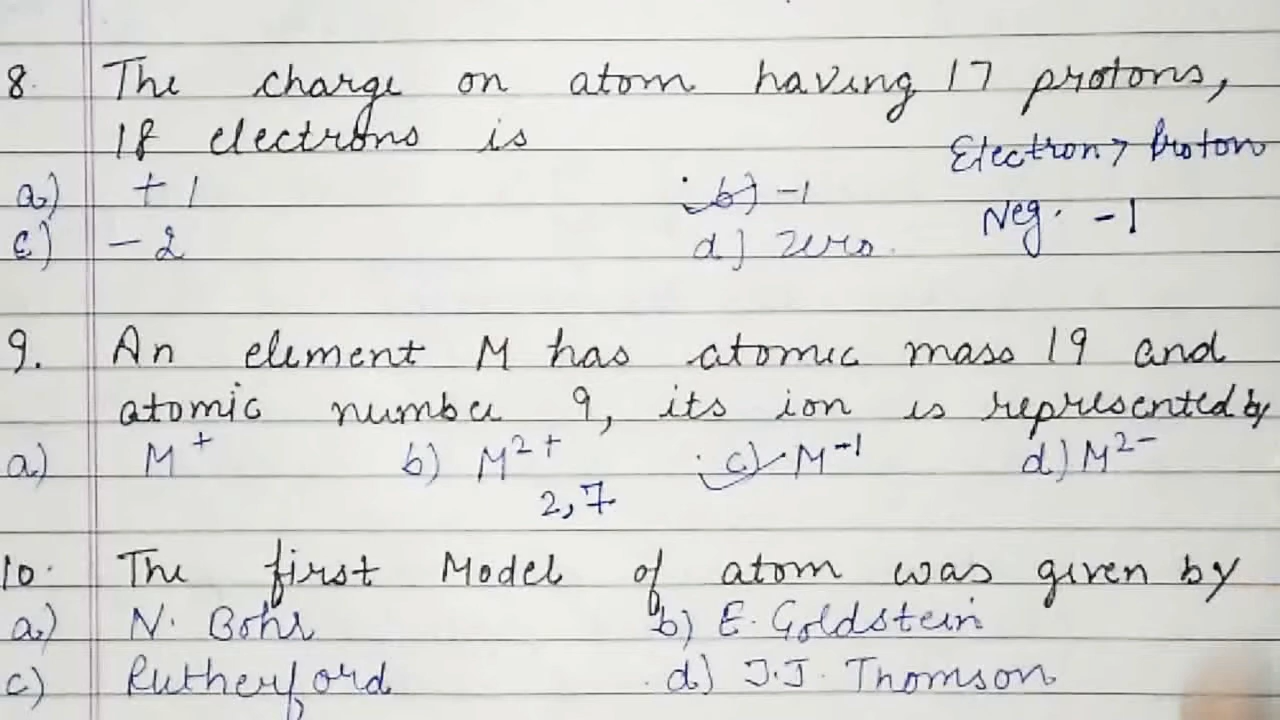 8. The charge on atom having 17 protons,
18 electrons is
Electron > Proton
a) + 1 b) -1
Neg. -1
c) - 2 d) zero.
9. An element M has atomic mass 19 and
atomic number 9, its ion is represented by
a) M+ b) M2+ c) M-1 d) M2-
2,7
10. The first Model of atom was given by
a) N. Bohr b) E. Goldstein
c) Rutherford d) J.J. Thomson